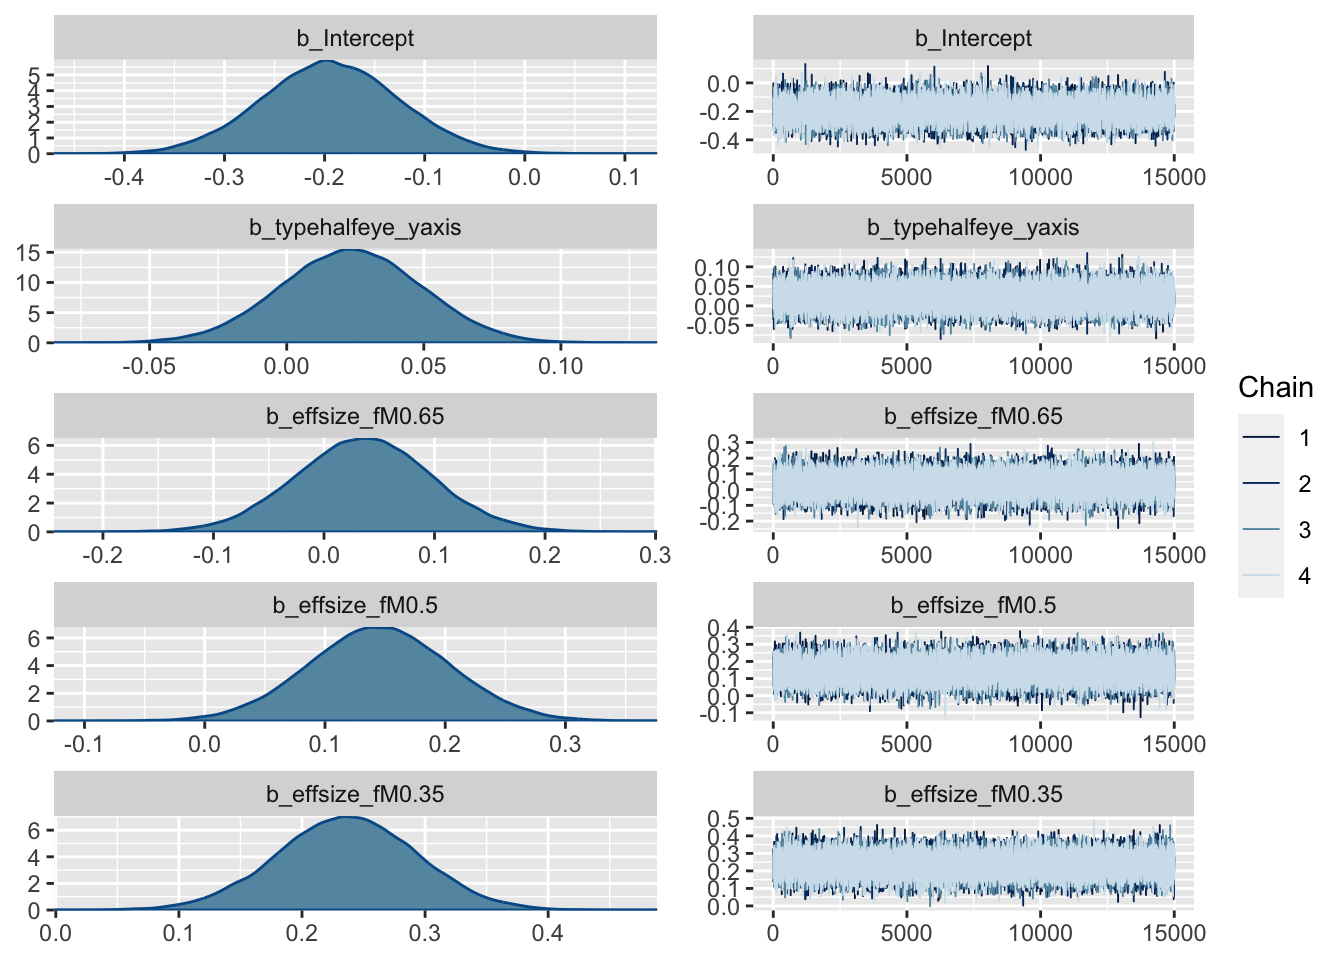 b_Intercept
5
4
3
2
1
0
-0.4 -0.3 -0.2 -0.1 0.0 0.1
b_Intercept
0.0
-0.2
-0.4
0 5000 10000 15000
b_typehalfeye_yaxis
15
10
5
0
-0.05 0.00 0.05 0.10
b_typehalfeye_yaxis
0.10
0.05
0.00
-0.05
0 5000 10000 15000
b_effsize_fM0.65
6
4
2
0
-0.2 -0.1 0.0 0.1 0.2 0.3
b_effsize_fM0.65
0.3
0.2
0.1
0.0
-0.1
-0.2
0 5000 10000 15000
b_effsize_fM0.5
6
4
2
0
-0.1 0.0 0.1 0.2 0.3
b_effsize_fM0.5
0.4
0.3
0.2
0.1
0.0
-0.1
0 5000 10000 15000
b_effsize_fM0.35
6
4
2
0
0.0 0.1 0.2 0.3 0.4
b_effsize_fM0.35
0.5
0.4
0.3
0.2
0.1
0.0
0 5000 10000 15000
Chain
1
2
3
4